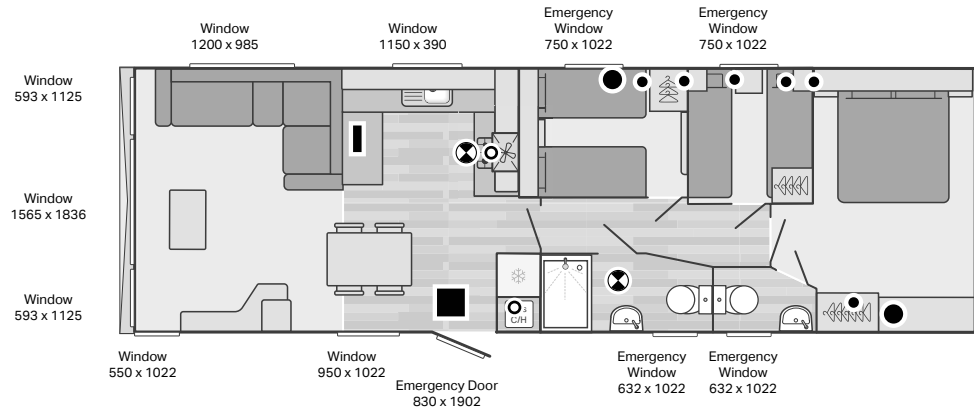 Emergency
Window
750 x 1022
Emergency
Window
750 x 1022
Window
1200 x 985
Window
1150 x 390
Window
593 x 1125
Window
1565 x 1836
Window
593 x 1125
3
C/H
Window
550 x 1022
Window
950 x 1022
Emergency Door
830 x 1902
Emergency
Window
632 x 1022
Emergency
Window
632 x 1022